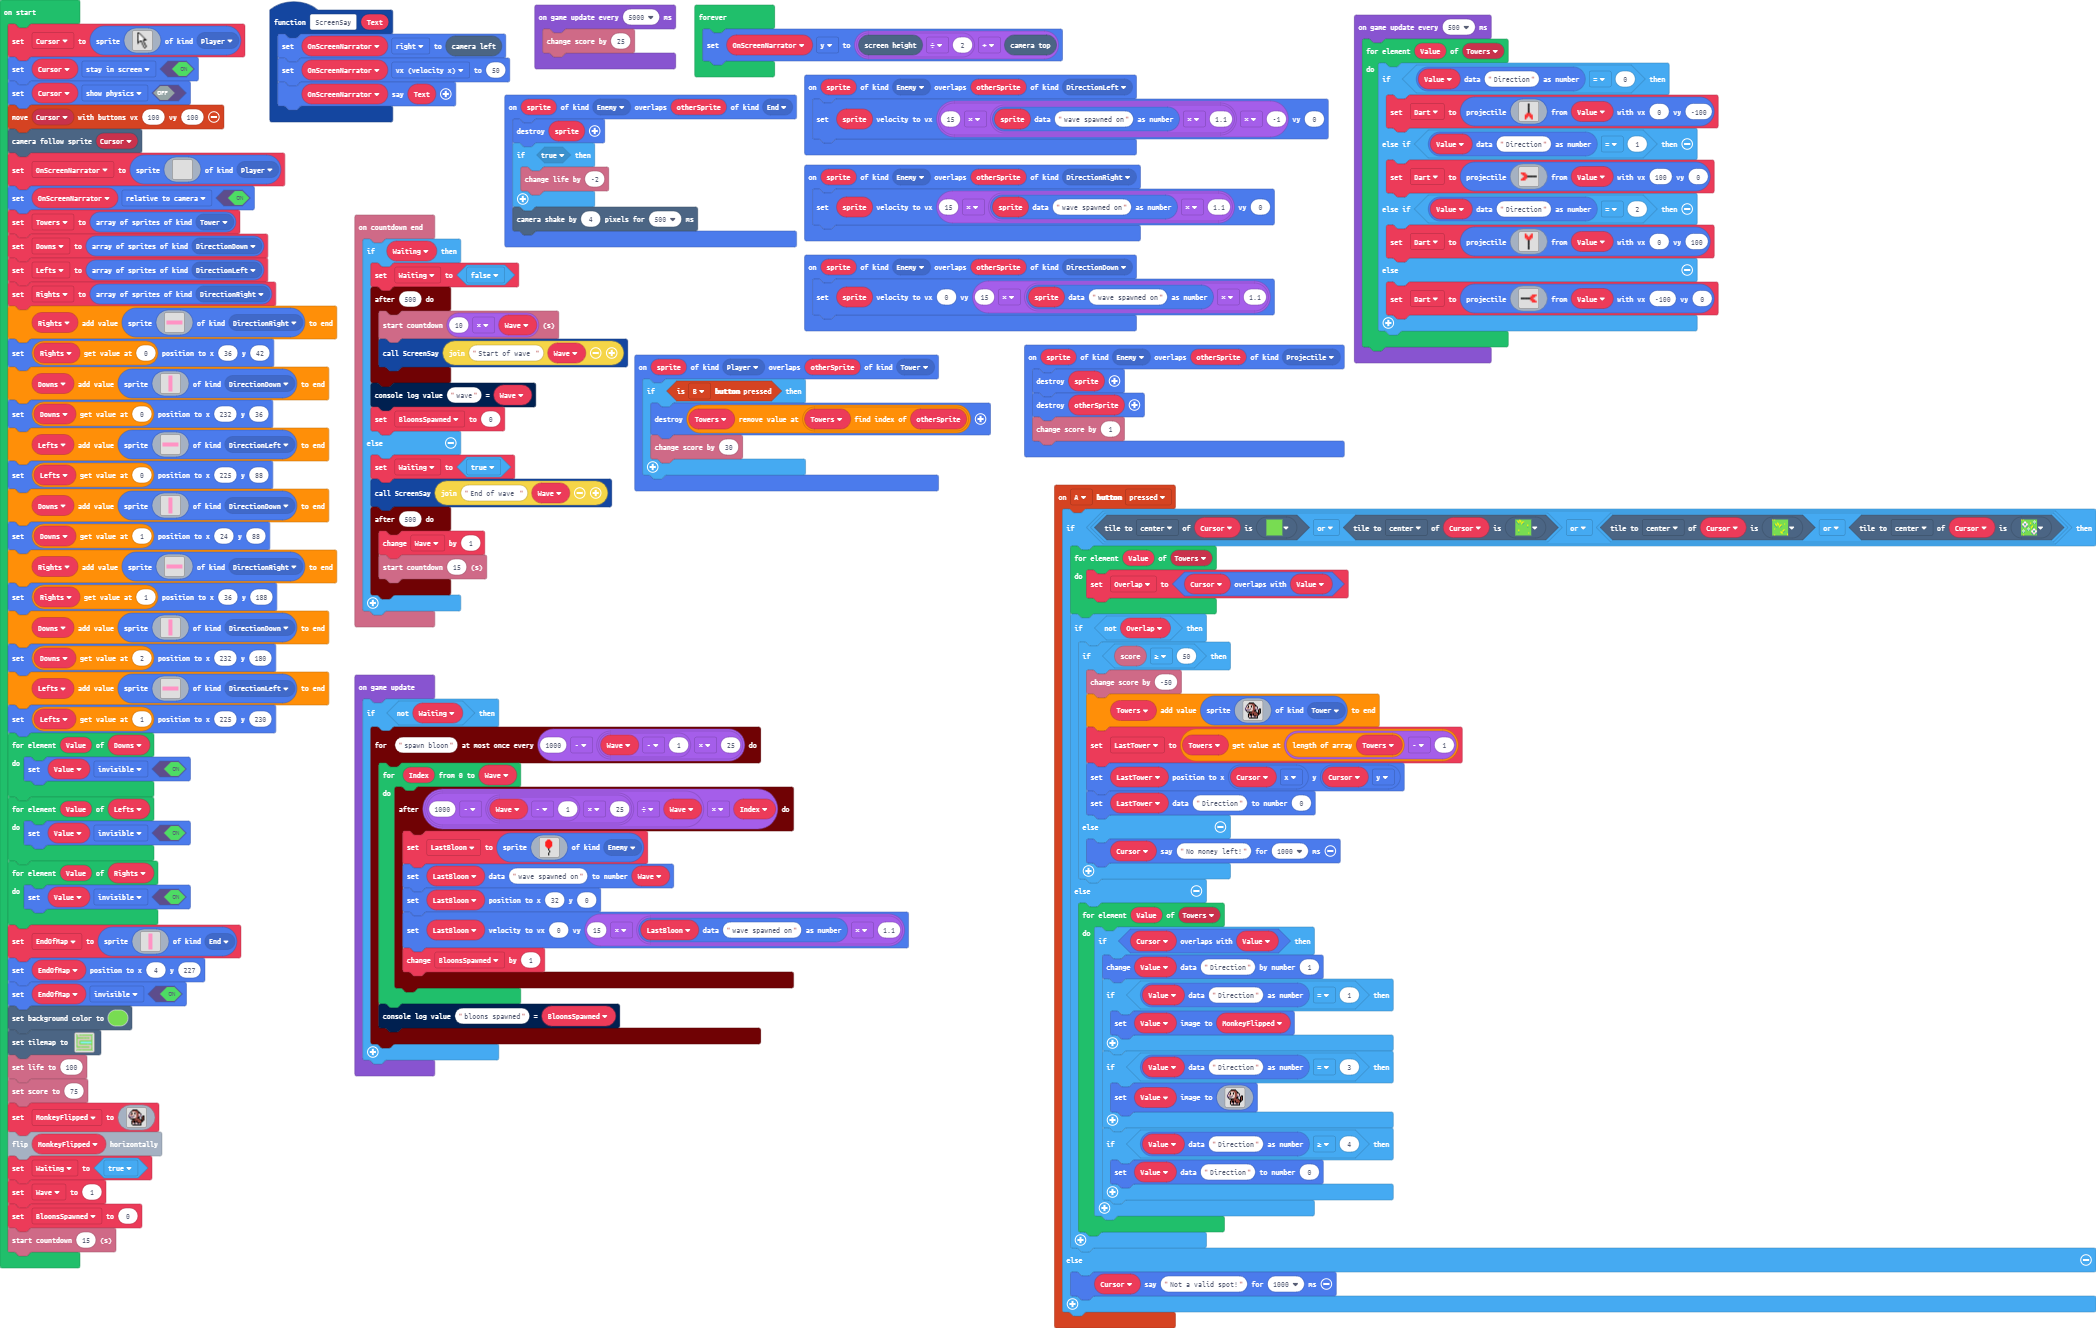 on start
set Cursor to sprite of kind Player
set Cursor stay in screen ON
set Cursor show physics OFF
move Cursor with buttons vx 100 vy 100
camera follow sprite Cursor
set OnScreenNarrator to sprite of kind Player
set OnScreenNarrator relative to camera ON
set Towers to array of sprites of kind Tower
set Downs to array of sprites of kind DirectionDown
set Lefts to array of sprites of kind DirectionLeft
set Rights to array of sprites of kind DirectionRight
Rights add value sprite of kind DirectionRight to end
set Rights get value at 0 position to x 36 y 42
Downs add value sprite of kind DirectionDown to end
set Downs get value at 0 position to x 232 y 36
Lefts add value sprite of kind DirectionLeft to end
set Lefts get value at 0 position to x 225 y 88
Downs add value sprite of kind DirectionDown to end
set Downs get value at 1 position to x 24 y 88
Rights add value sprite of kind DirectionRight to end
set Rights get value at 1 position to x 36 y 188
Downs add value sprite of kind DirectionDown to end
set Downs get value at 2 position to x 232 y 180
Lefts add value sprite of kind DirectionLeft to end
set Lefts get value at 1 position to x 225 y 230
for element Value of Downs
do set Value invisible ON
for element Value of Lefts
do set Value invisible ON
for element Value of Rights
do set Value invisible ON
set EndOfMap to sprite of kind End
set EndOfMap position to x 4 y 227
set EndOfMap invisible ON
set background color to
set tilemap to
set life to 100
set score to 75
set MonkeyFlipped to
flip MonkeyFlipped horizontally
set Waiting to true
set Wave to 1
set BloonsSpawned to 0
start countdown 15 (s)
function ScreenSay Text
set OnScreenNarrator right to camera left
set OnScreenNarrator vx (velocity x) to 50
OnScreenNarrator say Text
on game update every 5000 ms
change score by 25
forever
set OnScreenNarrator y to screen height ÷ 2 + camera top
on sprite of kind Enemy overlaps otherSprite of kind End
destroy sprite
if true then
change life by -2
camera shake by 4 pixels for 500 ms
on sprite of kind Enemy overlaps otherSprite of kind DirectionLeft
set sprite velocity to vx 15 × sprite data "wave spawned on" as number × 1.1 × -1 vy 0
on sprite of kind Enemy overlaps otherSprite of kind DirectionRight
set sprite velocity to vx 15 × sprite data "wave spawned on" as number × 1.1 vy 0
on sprite of kind Enemy overlaps otherSprite of kind DirectionDown
set sprite velocity to vx 0 vy 15 × sprite data "wave spawned on" as number × 1.1
on countdown end
if Waiting then
set Waiting to false
after 500 do
start countdown 10 × Wave (s)
call ScreenSay join "Start of wave " Wave
console log value "wave" = Wave
set BloonsSpawned to 0
else
set Waiting to true
call ScreenSay join "End of wave " Wave
after 500 do
change Wave by 1
start countdown 15 (s)
on sprite of kind Player overlaps otherSprite of kind Tower
if is B button pressed then
destroy Towers remove value at Towers find index of otherSprite
change score by 30
on sprite of kind Enemy overlaps otherSprite of kind Projectile
destroy sprite
destroy otherSprite
change score by 1
on game update every 500 ms
for element Value of Towers
do if Value data "Direction" as number = 0 then
set Dart to projectile from Value with vx 0 vy -100
else if Value data "Direction" as number = 1 then
set Dart to projectile from Value with vx 100 vy 0
else if Value data "Direction" as number = 2 then
set Dart to projectile from Value with vx 0 vy 100
else
set Dart to projectile from Value with vx -100 vy 0
on game update
if not Waiting then
for "spawn bloon" at most once every 1000 - Wave - 1 × 25 do
for Index from 0 to Wave
do after 1000 - Wave - 1 × 25 ÷ Wave × Index do
set LastBloon to sprite of kind Enemy
set LastBloon data "wave spawned on" to number Wave
set LastBloon position to x 32 y 0
set LastBloon velocity to vx 0 vy 15 × LastBloon data "wave spawned on" as number × 1.1
change BloonsSpawned by 1
console log value "bloons spawned" = BloonsSpawned
on A button pressed
if tile to center of Cursor is or tile to center of Cursor is or tile to center of Cursor is or tile to center of Cursor is then
for element Value of Towers
do set Overlap to Cursor overlaps with Value
if not Overlap then
if score ≥ 50 then
change score by -50
Towers add value sprite of kind Tower to end
set LastTower to Towers get value at length of array Towers - 1
set LastTower position to x Cursor x y Cursor y
set LastTower data "Direction" to number 0
else
Cursor say "No money left!" for 1000 ms
else
for element Value of Towers
do if Cursor overlaps with Value then
change Value data "Direction" by number 1
if Value data "Direction" as number = 1 then
set Value image to MonkeyFlipped
if Value data "Direction" as number = 3 then
set Value image to
if Value data "Direction" as number ≥ 4 then
set Value data "Direction" to number 0
else
Cursor say "Not a valid spot!" for 1000 ms